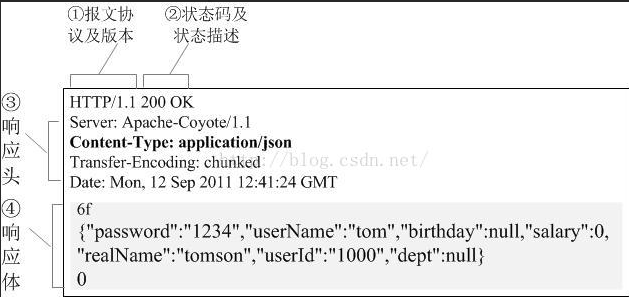 ①报文协
议及版本
②状态码及
状态描述
③
响
应
头
HTTP/1.1 200 OK
Server: Apache-Coyote/1.1
Content-Type: application/json
Transfer-Encoding: chunked
Date: Mon, 12 Sep 2011 12:41:24 GMT
http://blog.csdn.net/
④
响
应
体
6f
{"password":"1234","userName":"tom","birthday":null,"salary":0,
"realName":"tomson","userId":"1000","dept":null}
0